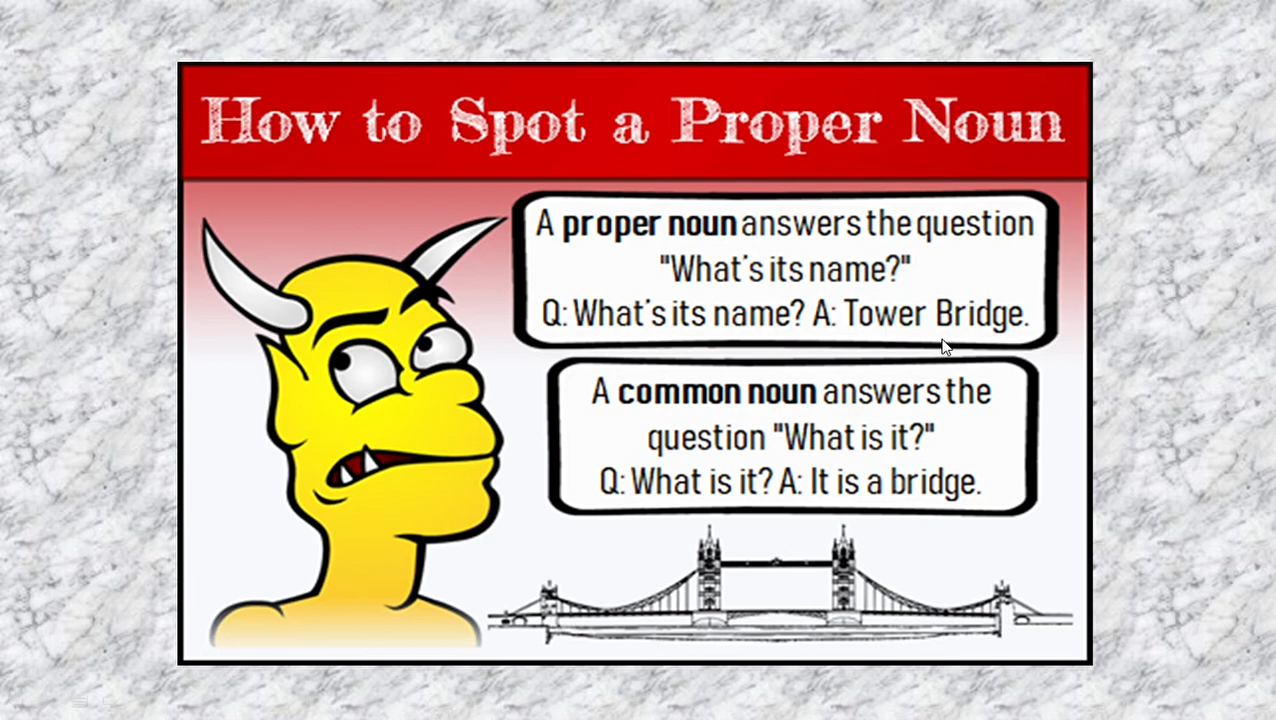 How to Spot a Proper Noun
A proper noun answers the question
"What's its name?"
Q: What's its name? A: Tower Bridge.
A common noun answers the
question "What is it?"
Q: What is it? A: It is a bridge.